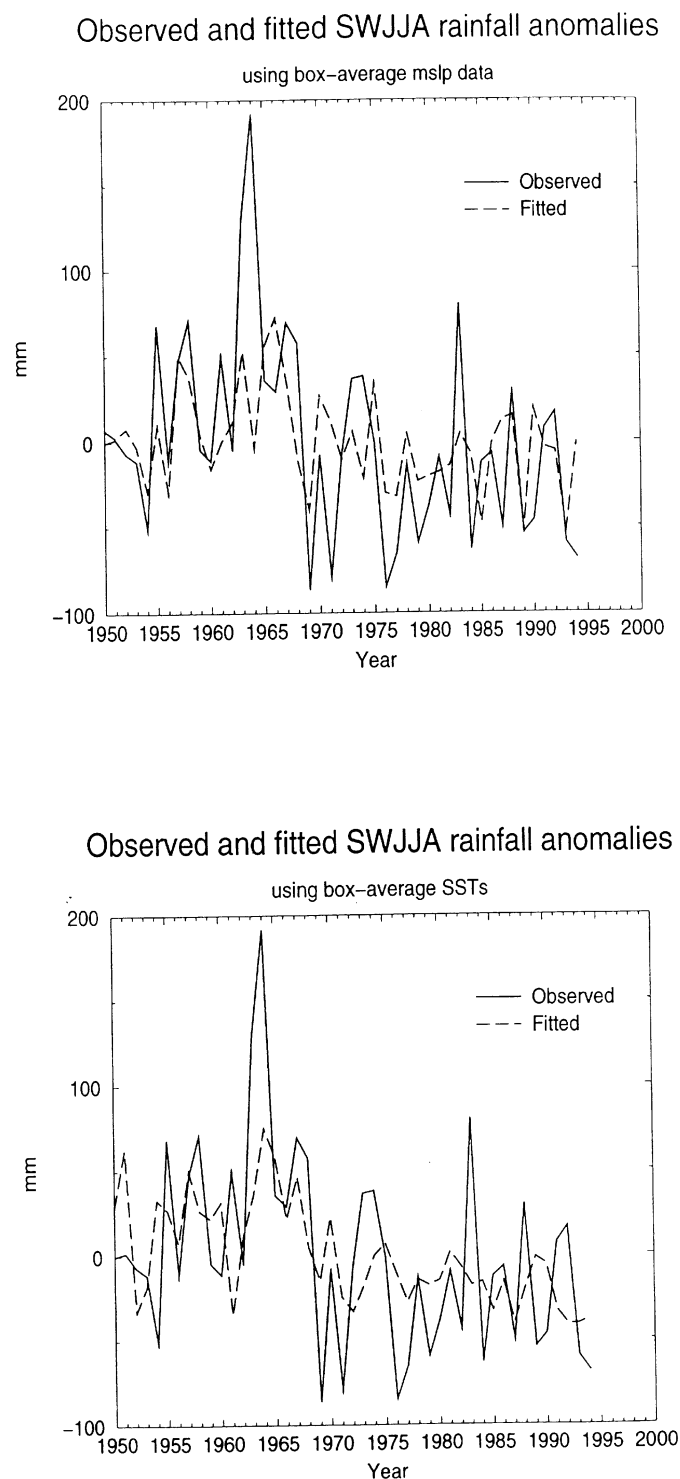 Observed and fitted SWJJA rainfall anomalies
using box-average mslp data
200
100
0
-100
mm
Observed
Fitted
1950 1955 1960 1965 1970 1975 1980 1985 1990 1995 2000
Year
Observed and fitted SWJJA rainfall anomalies
using box-average SSTs
200
100
0
-100
mm
Observed
Fitted
1950 1955 1960 1965 1970 1975 1980 1985 1990 1995 2000
Year